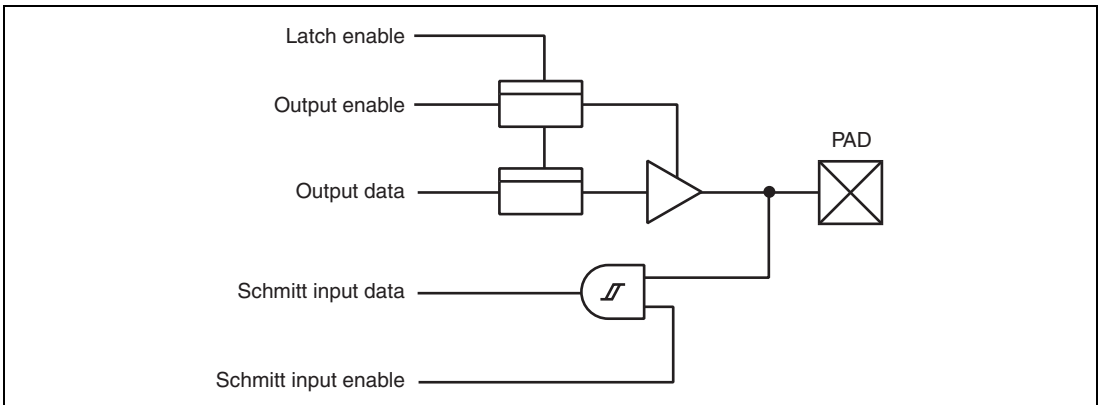 Latch enable
Output enable
PAD
Output data
Schmitt input data
Schmitt input enable